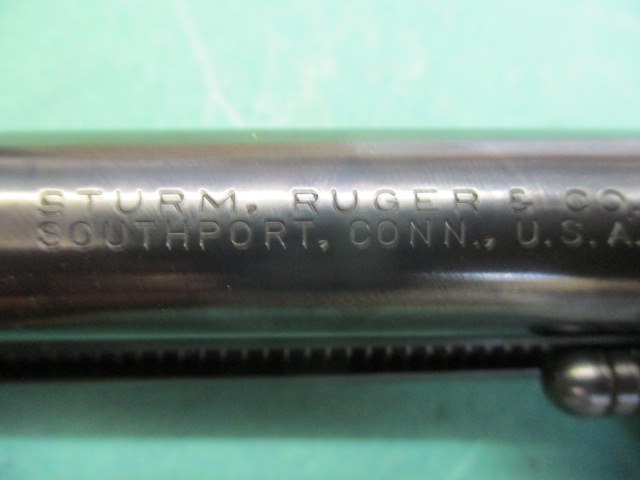 STURM, RUGER & CO.
SOUTHPORT, CONN., U.S.A.